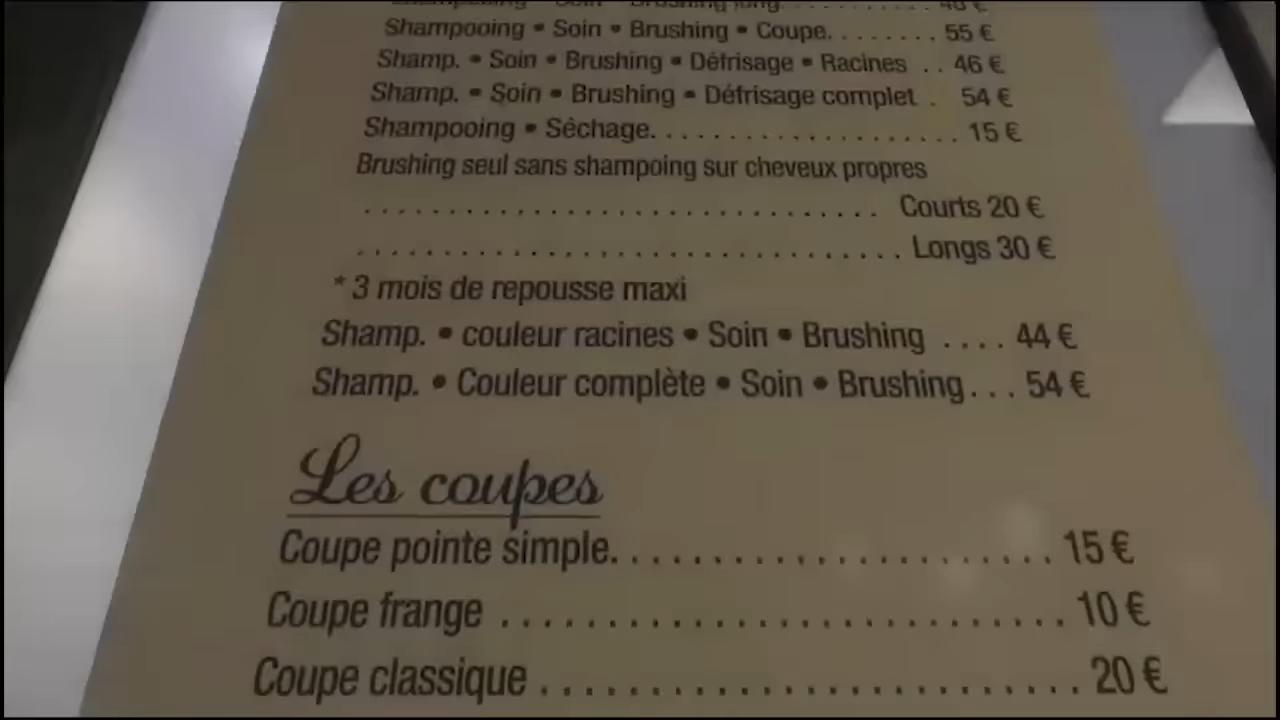 Shampooing • Soin • Brushing • Coupe. . . . . . . . 55 €
Shamp. • Soin • Brushing • Défrisage • Racines . . 46 €
Shamp. • Soin • Brushing • Défrisage complet . 54 €
Shampooing • Séchage. . . . . . . . . . . . . . . . . . . . 15 €
Brushing seul sans shampoing sur cheveux propres
. . . . . . . . . . . . . . . . . . . . . . . . . . . . . . . Courts 20 €
. . . . . . . . . . . . . . . . . . . . . . . . . . . . . . . . Longs 30 €
* 3 mois de repousse maxi
Shamp. • couleur racines • Soin • Brushing . . . . 44 €
Shamp. • Couleur complète • Soin • Brushing. . . 54 €
Les coupes
Coupe pointe simple. . . . . . . . . . . . . . . . . . . . . 15 €
Coupe frange . . . . . . . . . . . . . . . . . . . . . . . . . . 10 €
Coupe classique . . . . . . . . . . . . . . . . . . . . . . . . 20 €